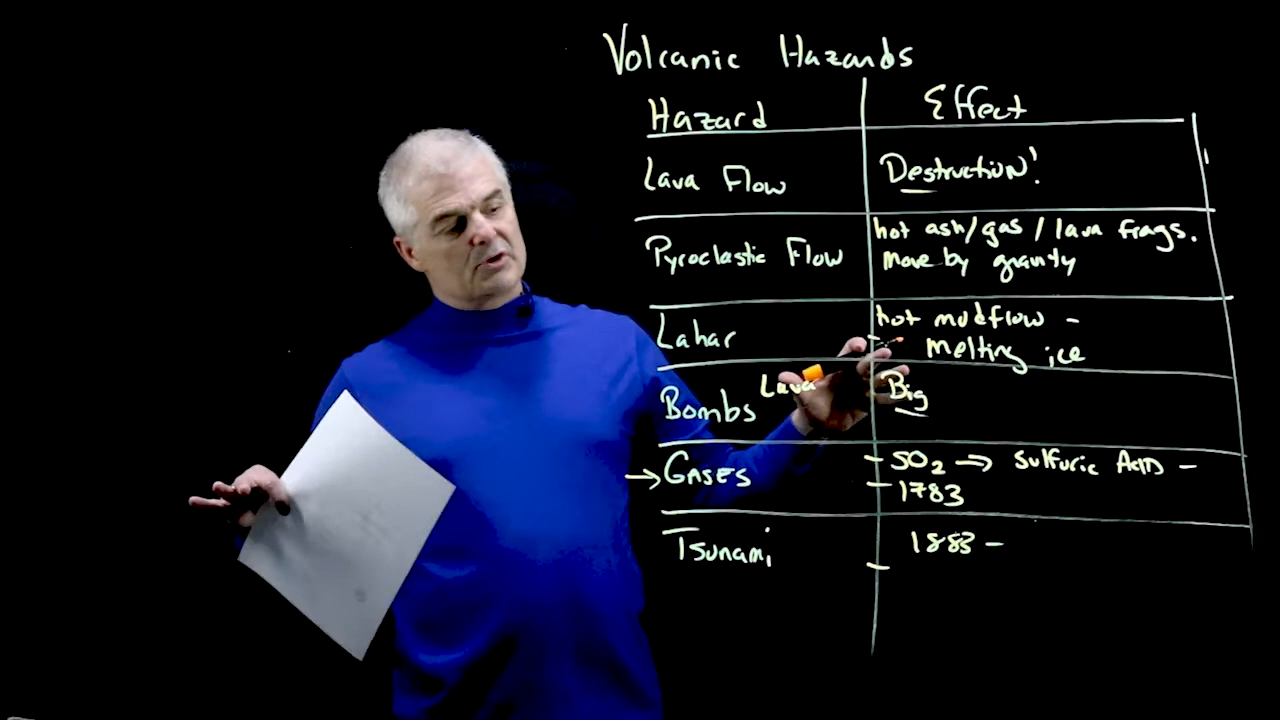 Volcanic Hazards
Hazard Effect
Lava Flow Destruction!
Pyroclastic Flow hot ash/gas/lava frags.
move by gravity
Lahar hot mudflow -
melting ice
Bombs Lava Big
→ GASES SO2 → Sulfuric Acid -
1783
Tsunami 1883 -